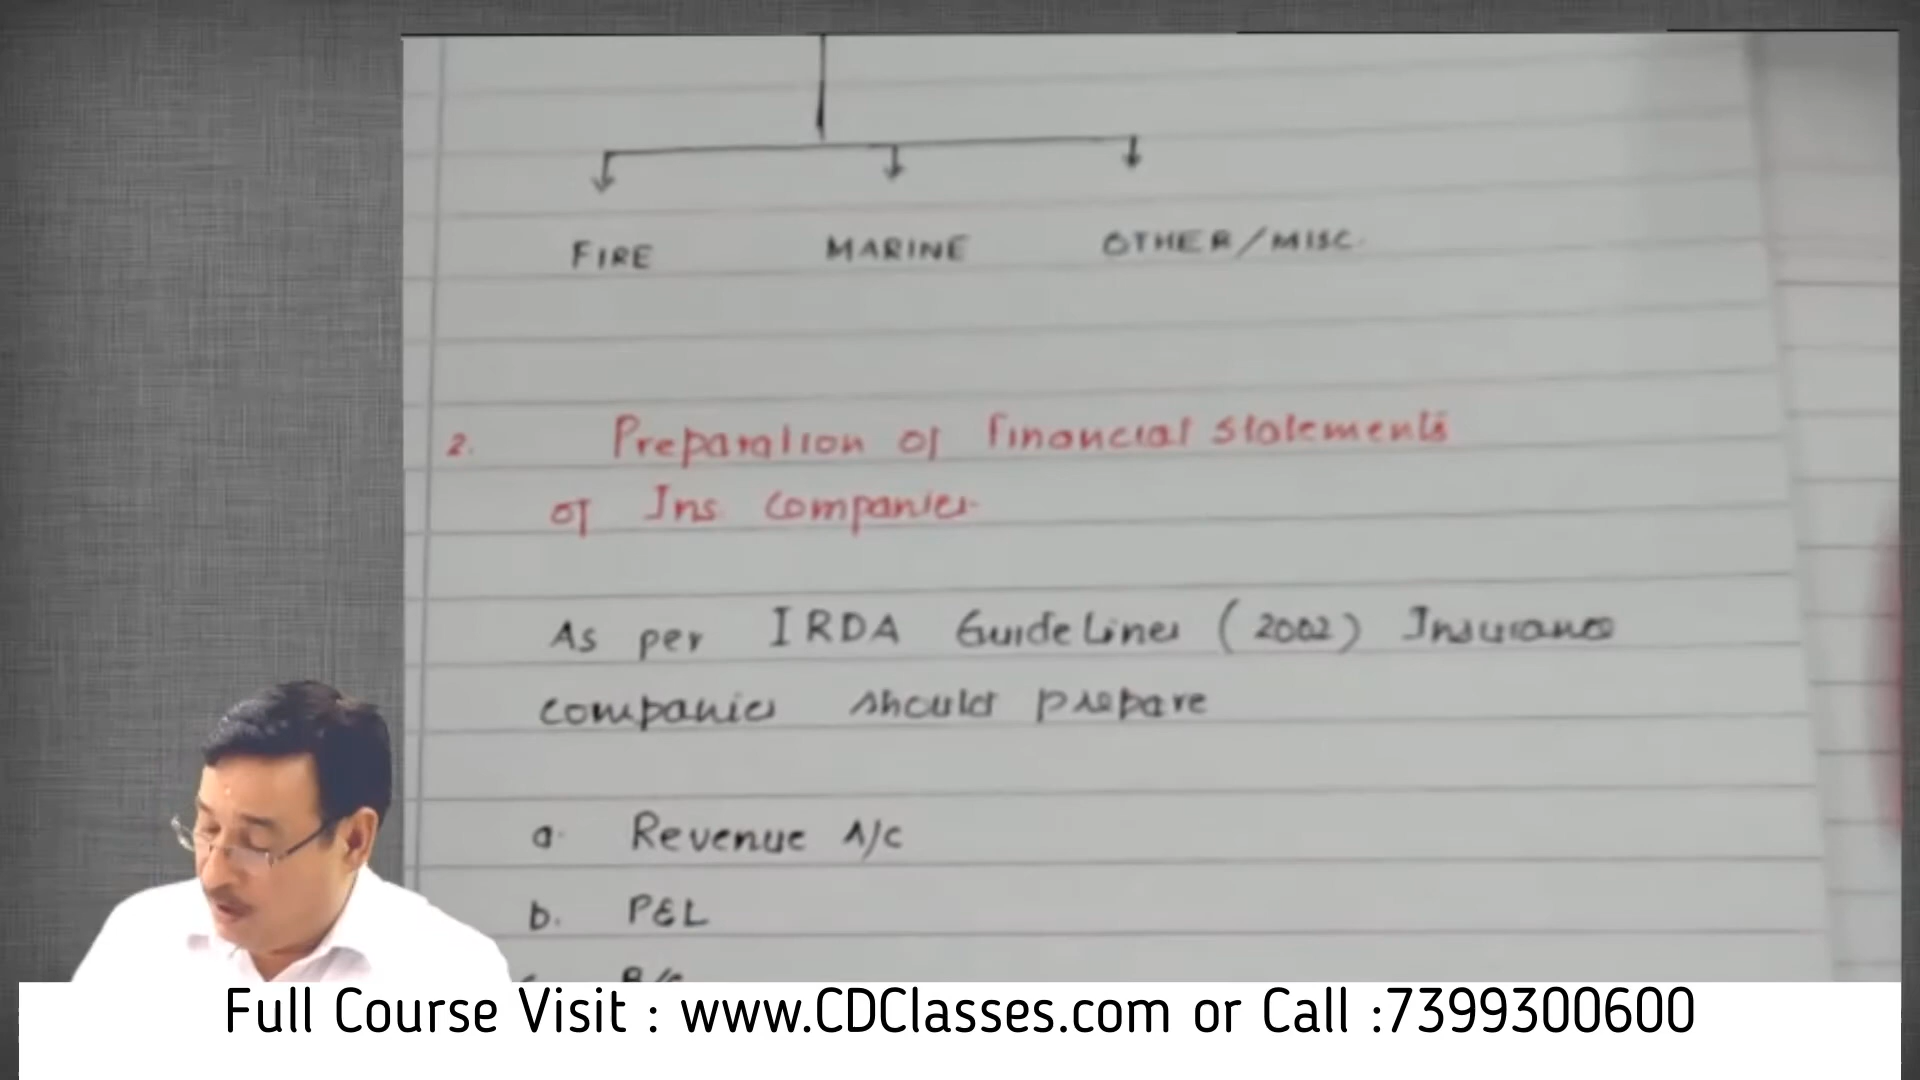 FIRE MARINE OTHER/MISC.
2. Preparation of Financial Statements
of Ins. Companies.
As per IRDA Guidelines (2002) Insurance
companies should prepare
a. Revenue A/c
b. P&L
Full Course Visit : www.CDClasses.com or Call :7399300600